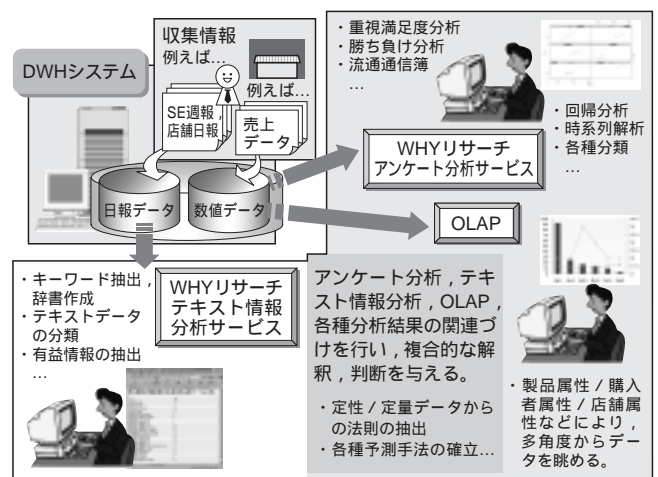 DWHシステム
収集情報
例えば…
例えば…
SE週報，
店舗日報
売上
データ
日報データ
数値データ
・重視満足度分析
・勝ち負け分析
・流通通信簿
…
・回帰分析
・時系列解析
・各種分類
…
WHYリサーチ
アンケート分析サービス
OLAP
・キーワード抽出，
辞書作成
・テキストデータ
の分類
・有益情報の抽出
…
WHYリサーチ
テキスト情報
分析サービス
アンケート分析，テキ
スト情報分析，OLAP，
各種分析結果の関連づ
けを行い，複合的な解
釈，判断を与える。
・定性／定量データから
の法則の抽出
・各種予測手法の確立…
・製品属性／購入
者属性／店舗属
性などにより，
多角度からデー
タを眺める。